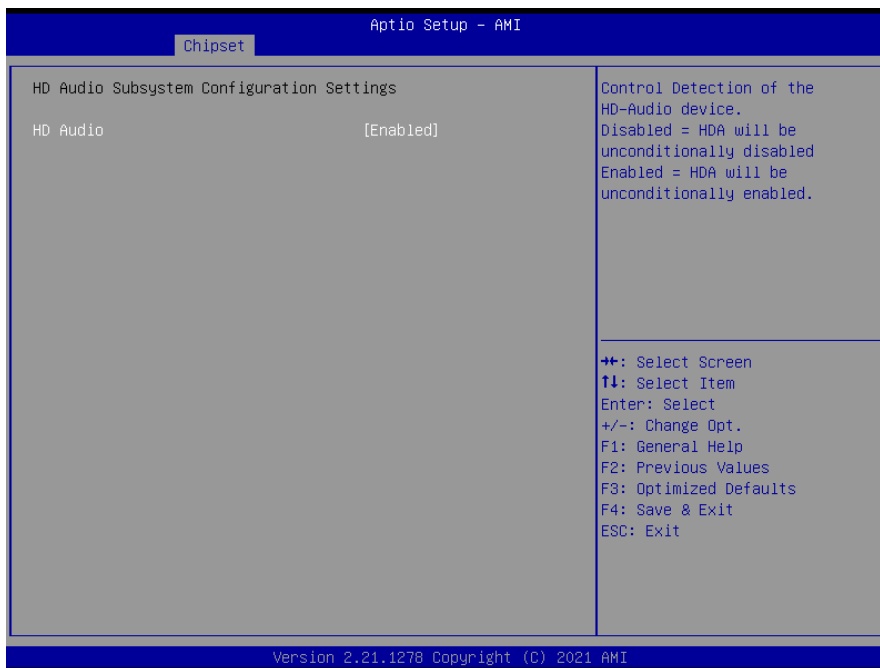 Aptio Setup - AMI
Chipset
HD Audio Subsystem Configuration Settings
HD Audio [Enabled]
Control Detection of the
HD-Audio device.
Disabled = HDA will be
unconditionally disabled
Enabled = HDA will be
unconditionally enabled.
→←: Select Screen
↑↓: Select Item
Enter: Select
+/-: Change Opt.
F1: General Help
F2: Previous Values
F3: Optimized Defaults
F4: Save & Exit
ESC: Exit
Version 2.21.1278 Copyright (C) 2021 AMI